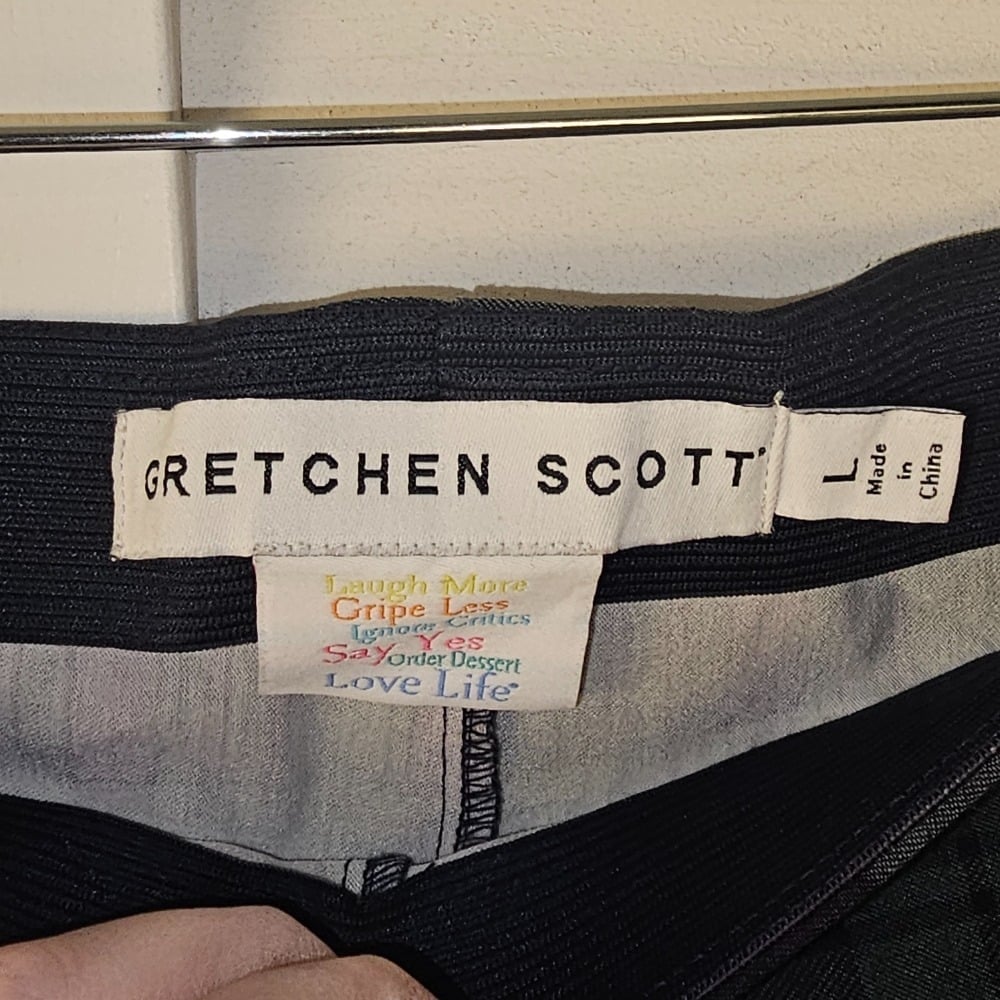 GRETCHEN SCOTT
L
Made
in
China
Laugh More
Gripe Less
Ignore Critics
Say Yes
Order Dessert
Love Life